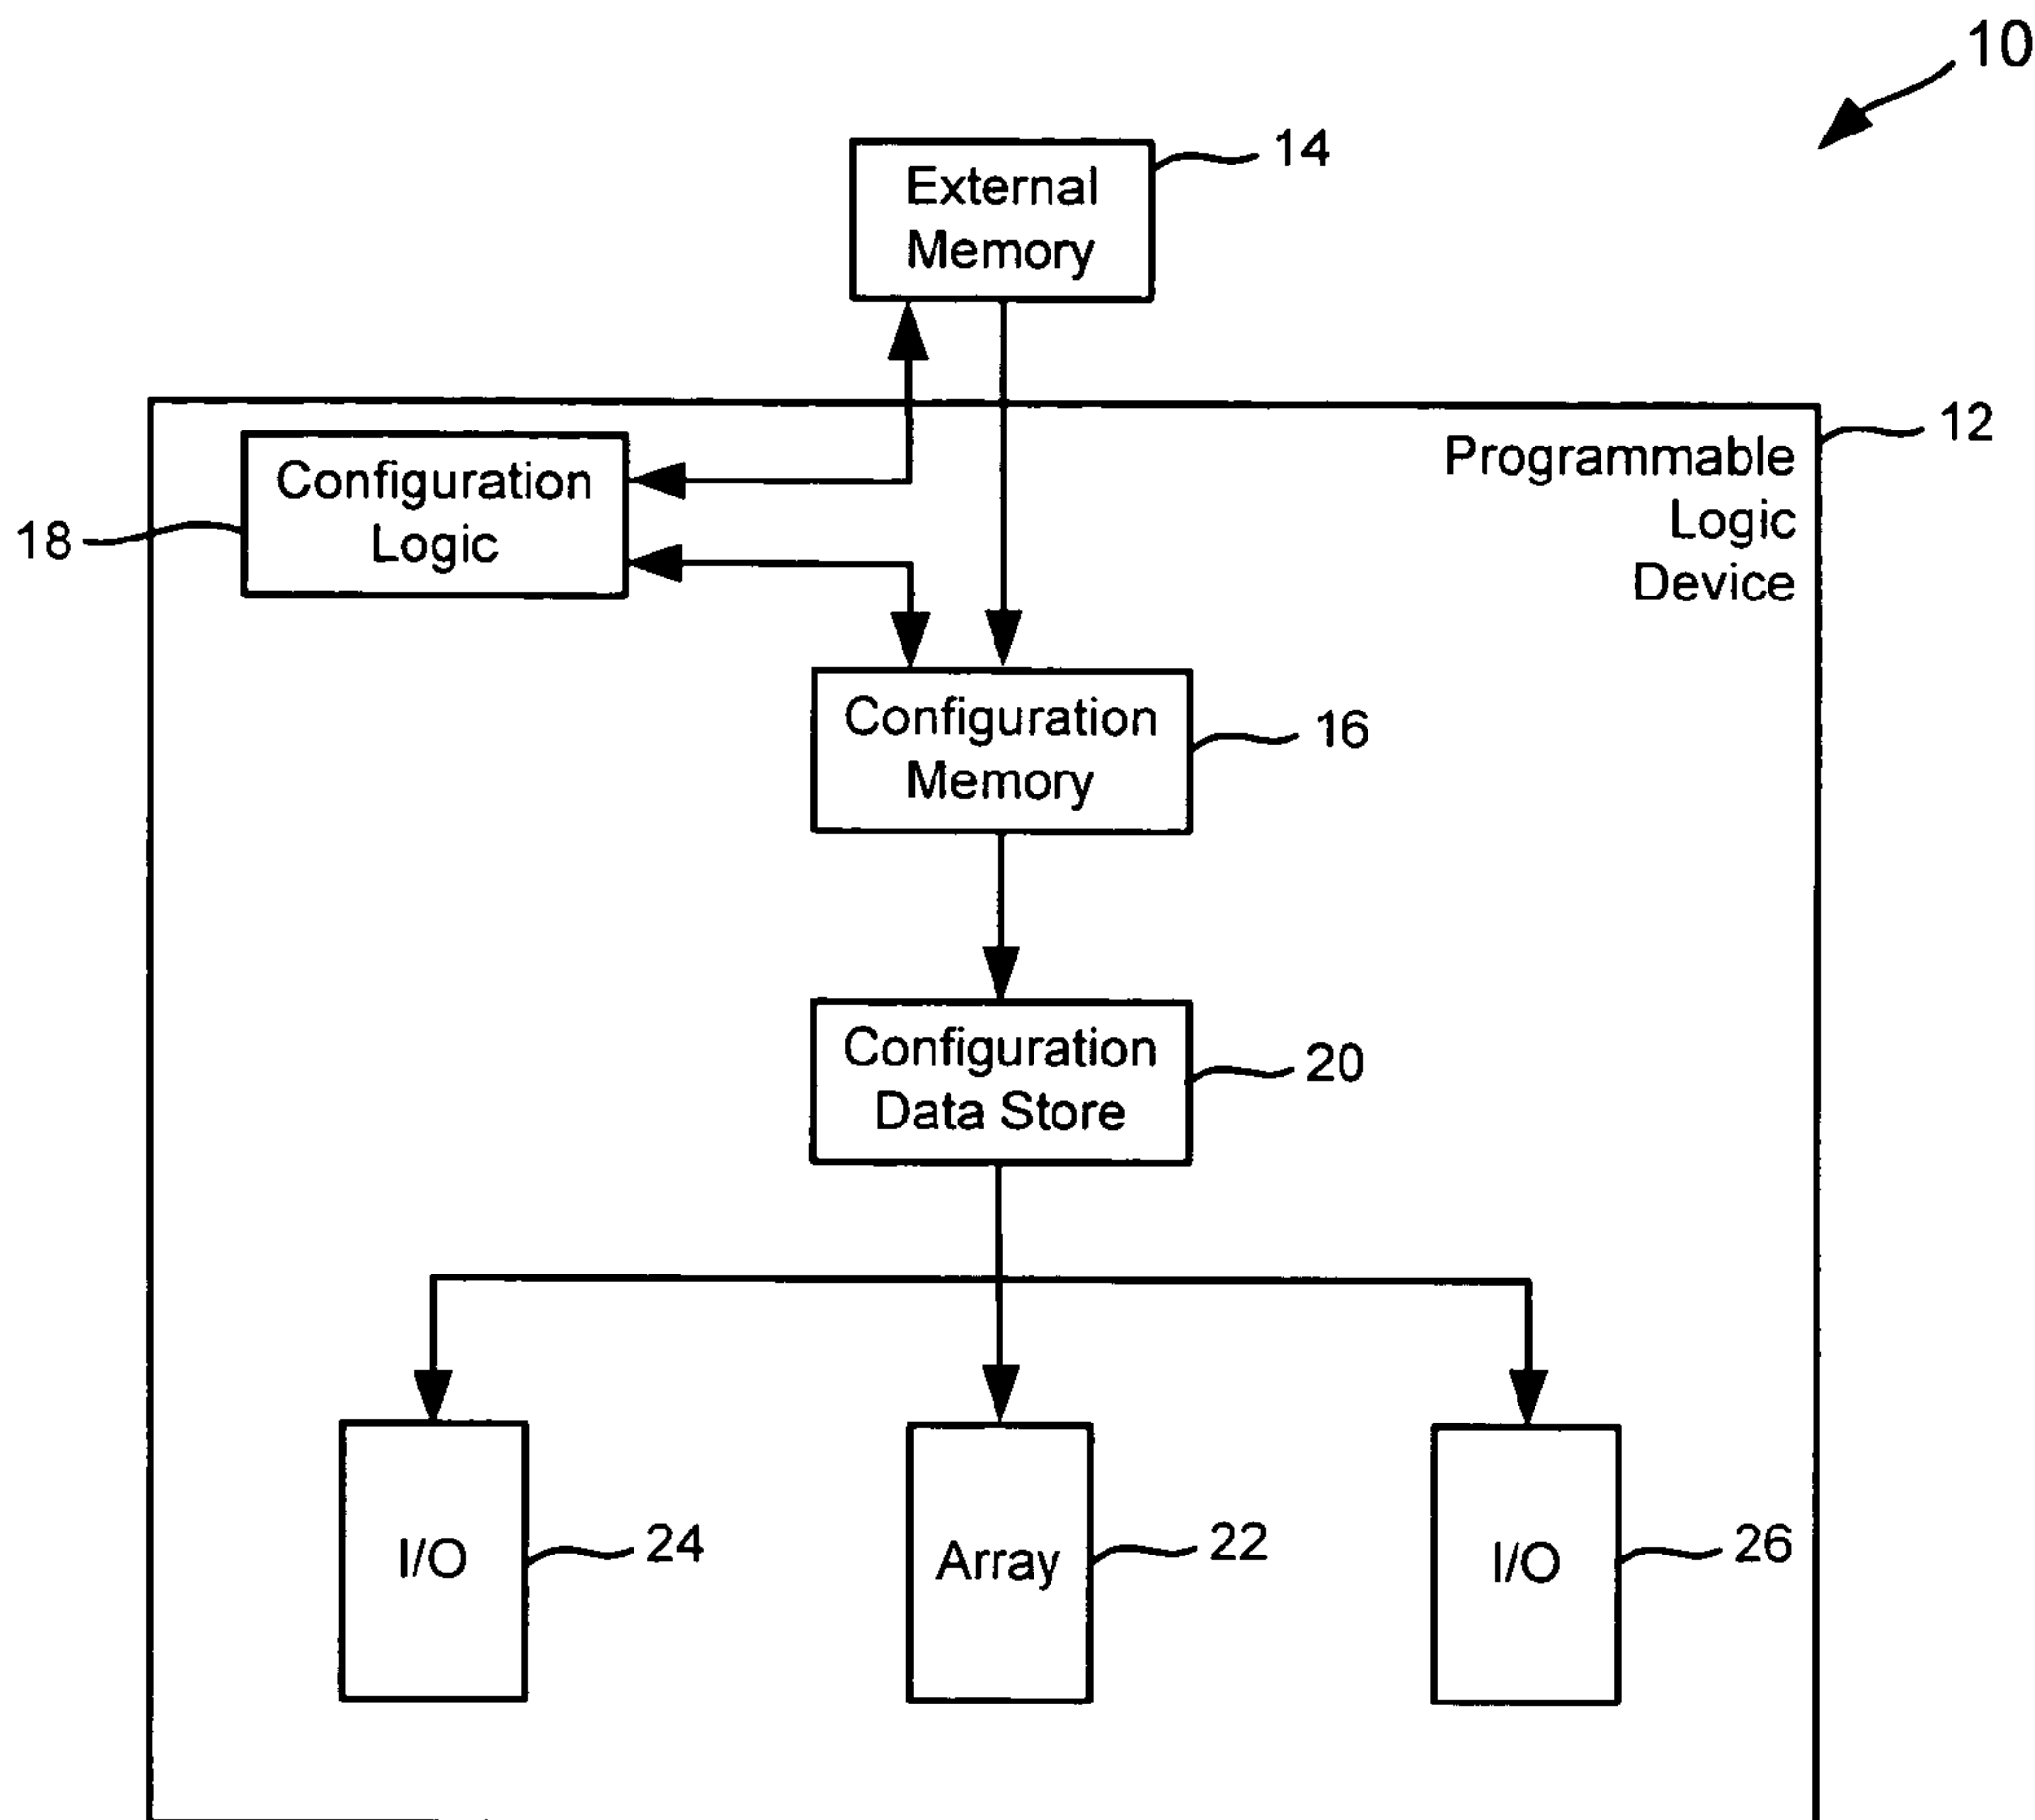 10
External
Memory
14
12
Programmable
Logic
Device
Configuration
Logic
18
Configuration
Memory
16
Configuration
Data Store
20
I/O
24
Array
22
I/O
26